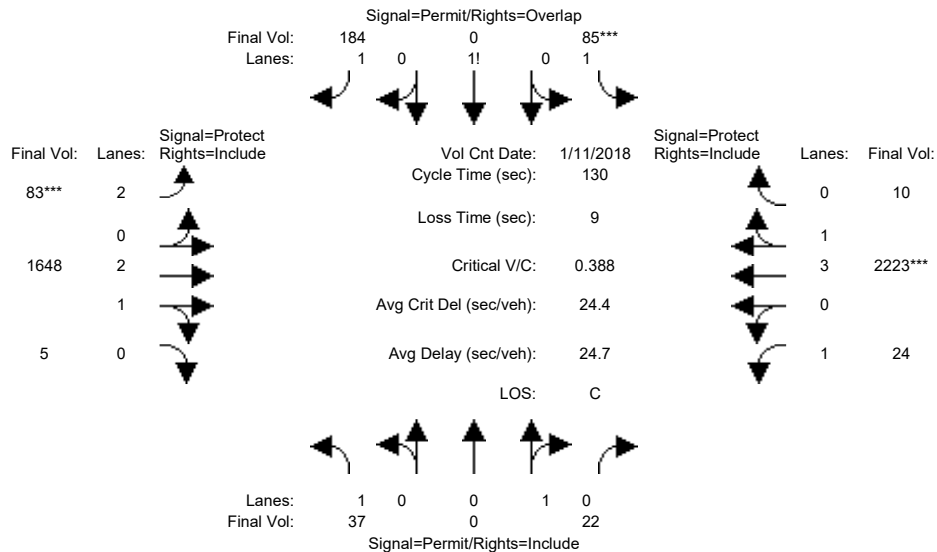 Signal=Permit/Rights=Overlap
Final Vol: 184 0 85***
Lanes: 1 0 1! 0 1
Signal=Protect Signal=Protect
Final Vol: Lanes: Rights=Include Vol Cnt Date: 1/11/2018 Rights=Include Lanes: Final Vol:
Cycle Time (sec): 130
83*** 2 0 10
Loss Time (sec): 9
0 1
1648 2 Critical V/C: 0.388 3 2223***
1 Avg Crit Del (sec/veh): 24.4 0
5 0 Avg Delay (sec/veh): 24.7 1 24
LOS: C
Lanes: 1 0 0 1 0
Final Vol: 37 0 22
Signal=Permit/Rights=Include